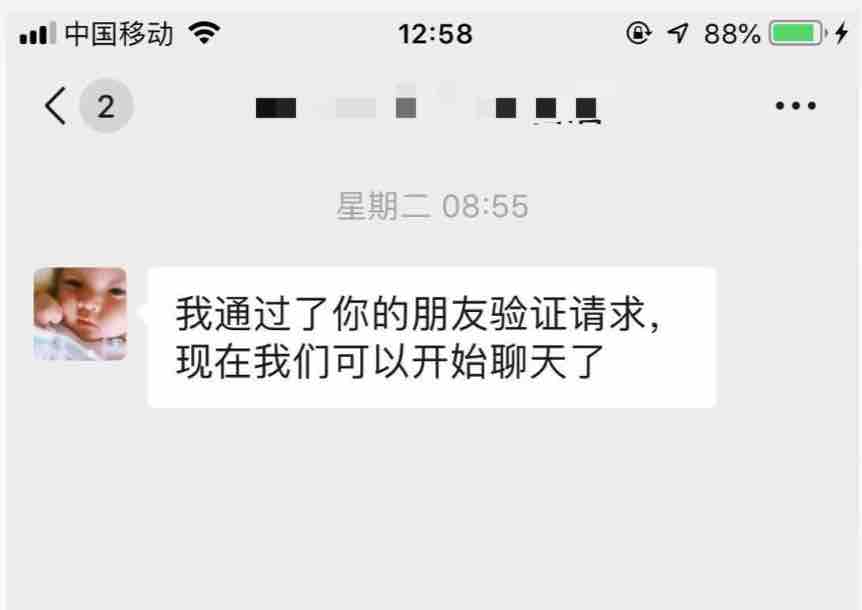 中国移动 12:58 88%
2
星期二 08:55
我通过了你的朋友验证请求，
现在我们可以开始聊天了